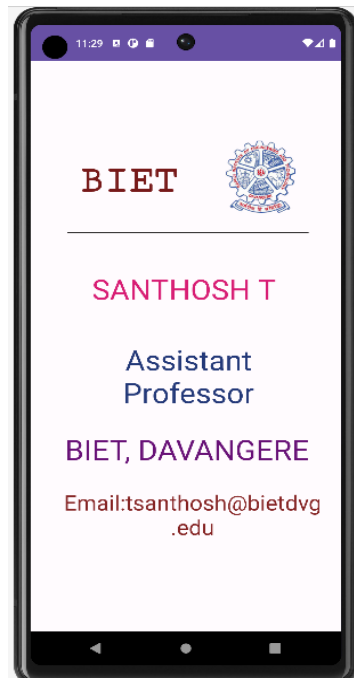 11:29
BIET
SANTHOSH T
Assistant
Professor
BIET, DAVANGERE
Email:tsanthosh@bietdvg
.edu